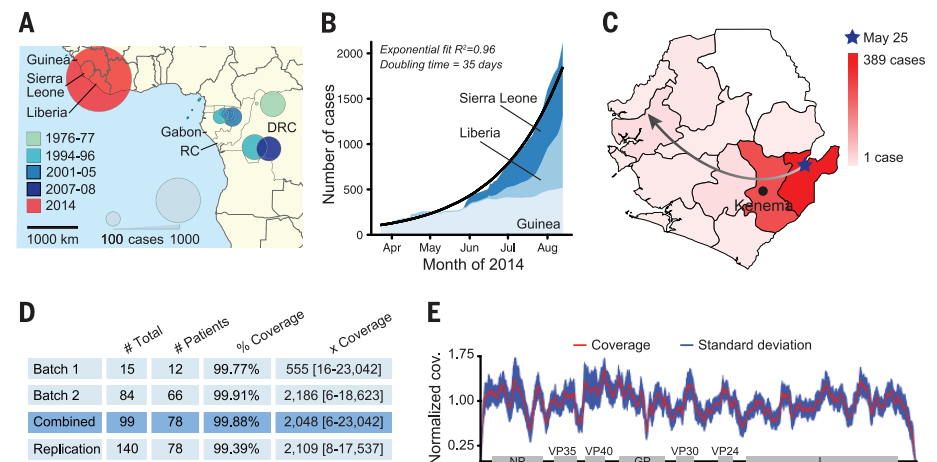 A
Guinea
Sierra
Leone
Liberia
Gabon
RC
DRC
1976-77
1994-96
2001-05
2007-08
2014
1000 km
100 cases 1000
B
Exponential fit R²=0.96
Doubling time = 35 days
Number of cases
2000
1500
1000
500
0
Sierra Leone
Liberia
Guinea
Apr May Jun Jul Aug
Month of 2014
C
May 25
389 cases
1 case
Kenema
D
# Total # Patients % Coverage x Coverage
Batch 1 15 12 99.77% 555 [16-23,042]
Batch 2 84 66 99.91% 2,186 [6-18,623]
Combined 99 78 99.88% 2,048 [6-23,042]
Replication 140 78 99.39% 2,109 [8-17,537]
E
Coverage Standard deviation
Normalized cov.
1.75
1.00
0.25
VP35 VP40 VP30 VP24
NP GP L